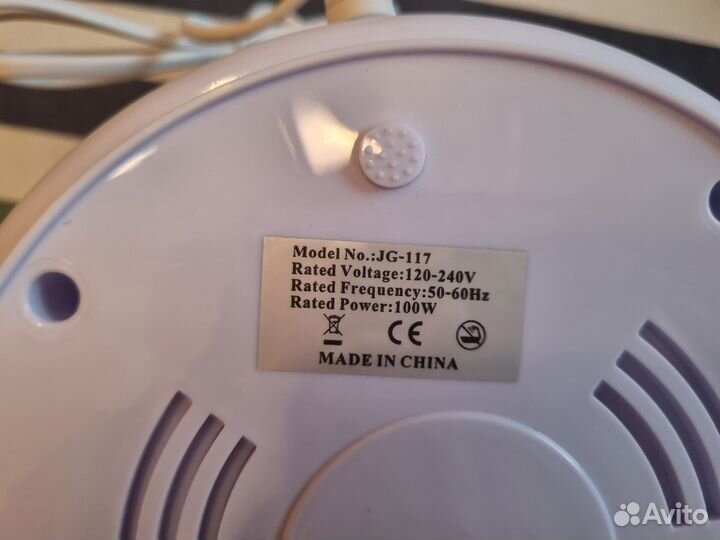 Model No.:JG-117
Rated Voltage:120-240V
Rated Frequency:50-60Hz
Rated Power:100W
CE
MADE IN CHINA
Avito